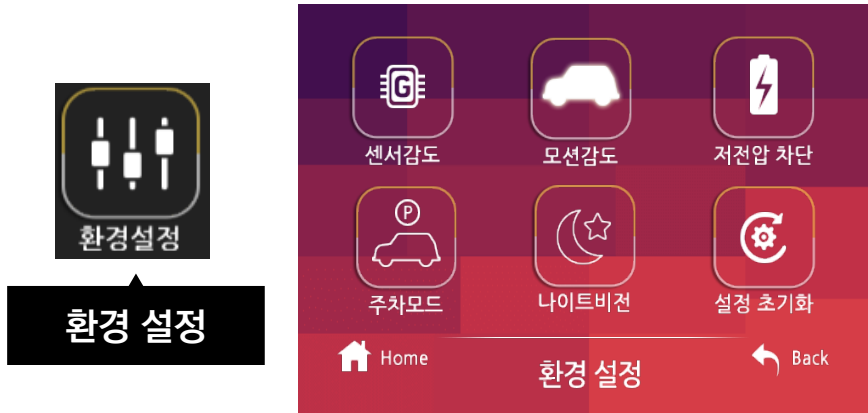 환경설정
환경 설정
G
센서감도
모션감도
저전압 차단
P
주차모드
나이트비전
설정 초기화
Home
환경 설정
Back